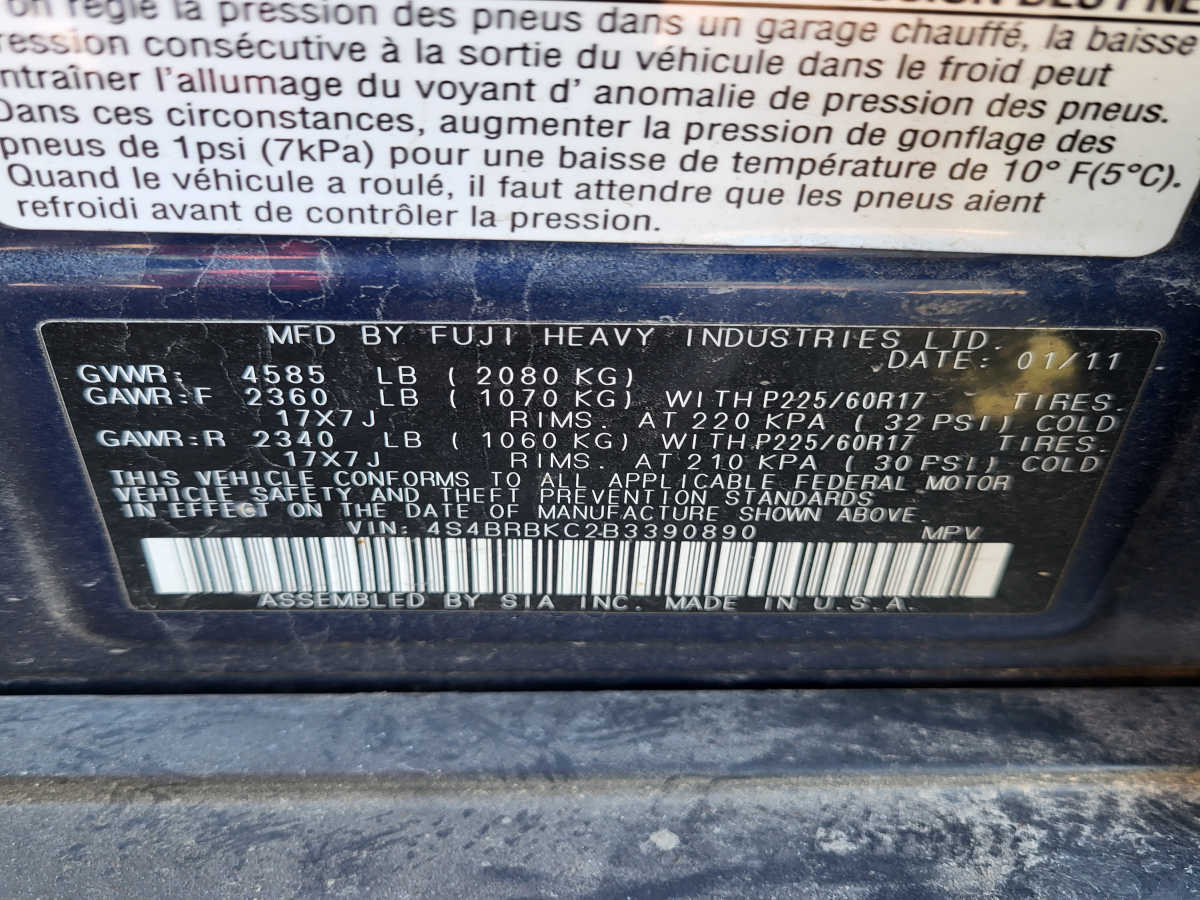 on règle la pression des pneus dans un garage chauffé, la baisse
ression consécutive à la sortie du véhicule dans le froid peut
ntraîner l'allumage du voyant d' anomalie de pression des pneus.
Dans ces circonstances, augmenter la pression de gonflage des
pneus de 1psi (7kPa) pour une baisse de température de 10° F(5°C).
Quand le véhicule a roulé, il faut attendre que les pneus aient
refroidi avant de contrôler la pression.
MFD BY FUJI HEAVY INDUSTRIES LTD.
DATE: 01/11
GVWR: 4585 LB ( 2080 KG)
GAWR:F 2360 LB ( 1070 KG) WITH P225/60R17 TIRES.
17X7J RIMS. AT 220 KPA ( 32 PSI) COLD
GAWR:R 2340 LB ( 1060 KG) WITH P225/60R17 TIRES.
17X7J RIMS. AT 210 KPA ( 30 PSI) COLD
THIS VEHICLE CONFORMS TO ALL APPLICABLE FEDERAL MOTOR
VEHICLE SAFETY AND THEFT PREVENTION STANDARDS
IN EFFECT ON THE DATE OF MANUFACTURE SHOWN ABOVE.
VIN: 4S4BRBKC2B3390890 MPV
ASSEMBLED BY SIA INC. MADE IN U.S.A.